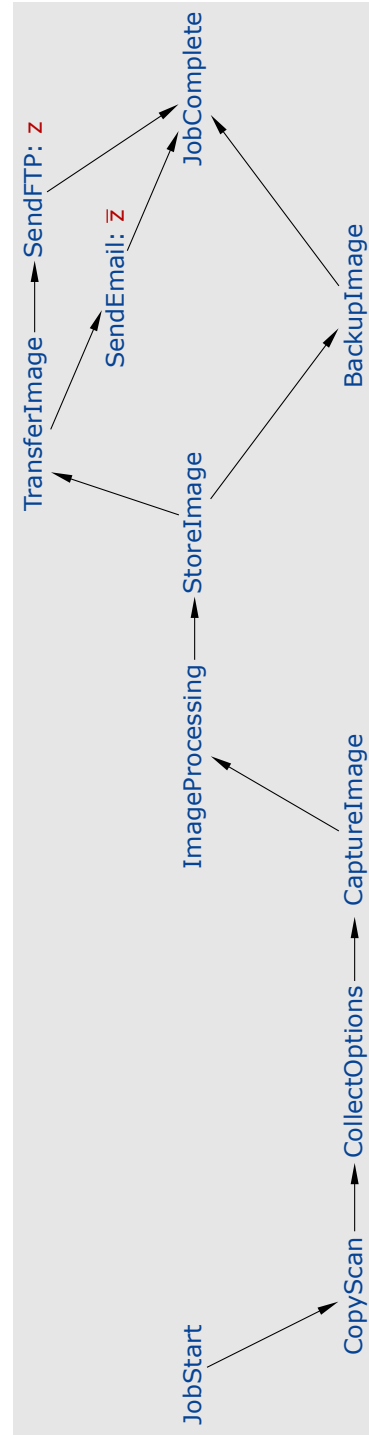 JobStart
CopyScan
CollectOptions
CaptureImage
ImageProcessing
StoreImage
TransferImage
BackupImage
SendFTP: z
SendEmail: z̅
JobComplete